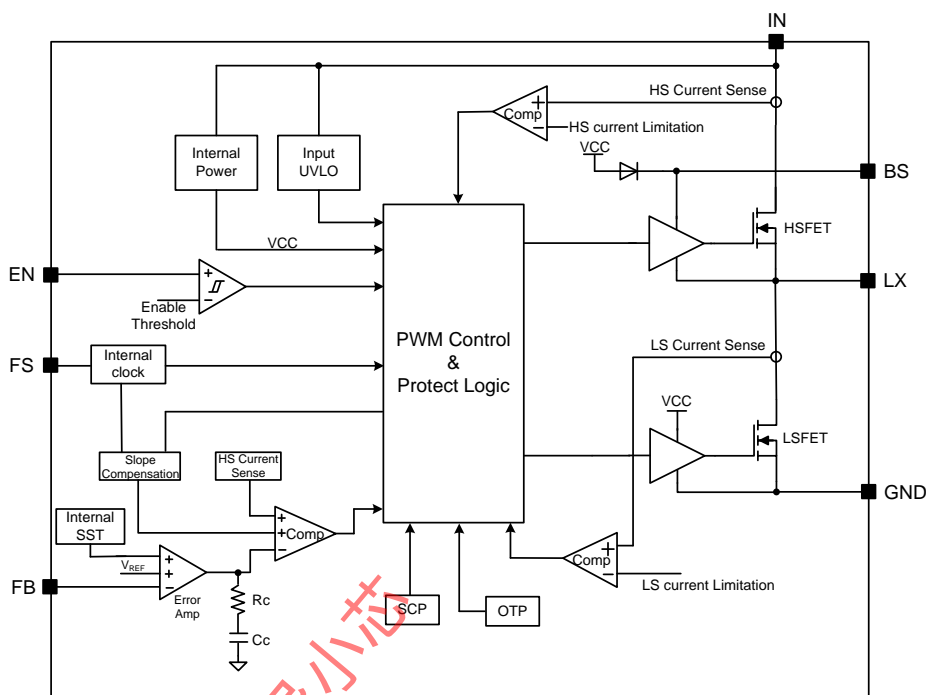 IN
HS Current Sense
Comp
+
−
HS current Limitation
Internal
Power
Input
UVLO
VCC
BS
HSFET
VCC
EN
+
−
Enable
Threshold
LX
PWM Control
&
Protect Logic
FS
Internal
clock
LS Current Sense
VCC
LSFET
Slope
Compensation
HS Current
Sense
GND
Internal
SST
+
+
−
Comp
+
−
Comp
LS current Limitation
VREF
+
+
−
FB
Error
Amp
Rc
Cc
SCP
OTP
小芯